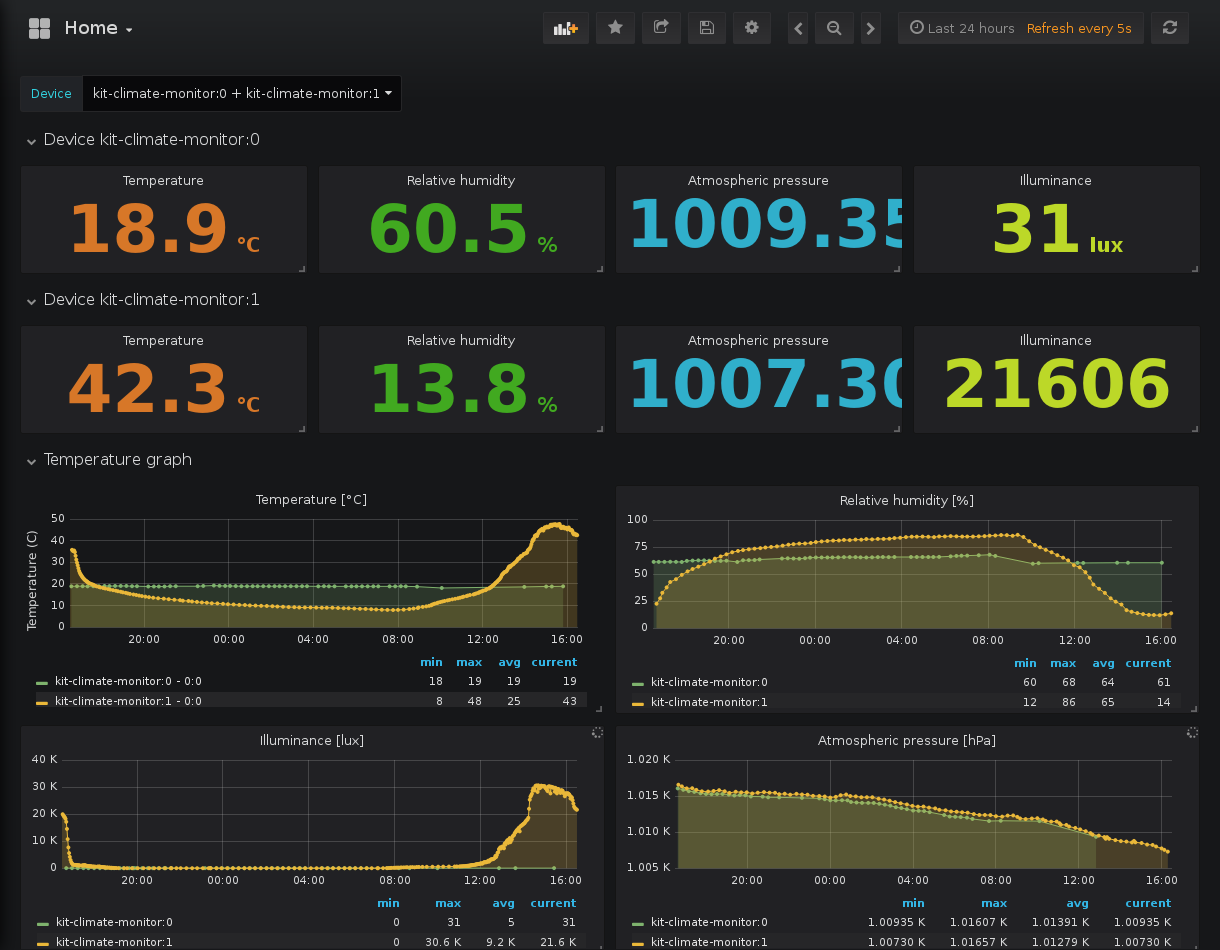 Home
Last 24 hours Refresh every 5s
Device kit-climate-monitor:0 + kit-climate-monitor:1
Device kit-climate-monitor:0
Temperature Relative humidity Atmospheric pressure Illuminance
18.9 °C 60.5 % 1009.35 31 lux
Device kit-climate-monitor:1
Temperature Relative humidity Atmospheric pressure Illuminance
42.3 °C 13.8 % 1007.30 21606
Temperature graph
Temperature [°C]
Temperature (C)
50
40
30
20
10
0
20:00 00:00 04:00 08:00 12:00 16:00
min max avg current
kit-climate-monitor:0 - 0:0 18 19 19 19
kit-climate-monitor:1 - 0:0 8 48 25 43
Relative humidity [%]
100
75
50
25
0
20:00 00:00 04:00 08:00 12:00 16:00
min max avg current
kit-climate-monitor:0 60 68 64 61
kit-climate-monitor:1 12 86 65 14
Illuminance [lux]
40 K
30 K
20 K
10 K
0
20:00 00:00 04:00 08:00 12:00 16:00
min max avg current
kit-climate-monitor:0 0 31 5 31
kit-climate-monitor:1 0 30.6 K 9.2 K 21.6 K
Atmospheric pressure [hPa]
1.020 K
1.015 K
1.010 K
1.005 K
20:00 00:00 04:00 08:00 12:00 16:00
min max avg current
kit-climate-monitor:0 1.00935 K 1.01607 K 1.01391 K 1.00935 K
kit-climate-monitor:1 1.00730 K 1.01657 K 1.01279 K 1.00730 K